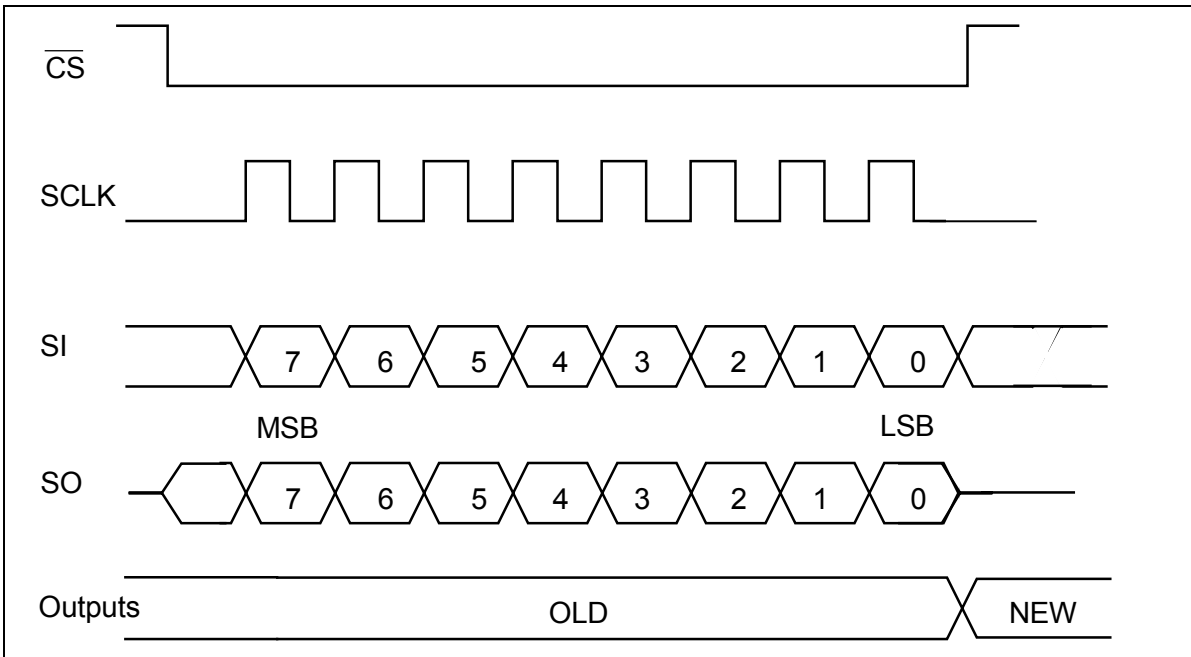 CS
SCLK
SI 7 6 5 4 3 2 1 0
MSB LSB
SO 7 6 5 4 3 2 1 0
Outputs OLD NEW